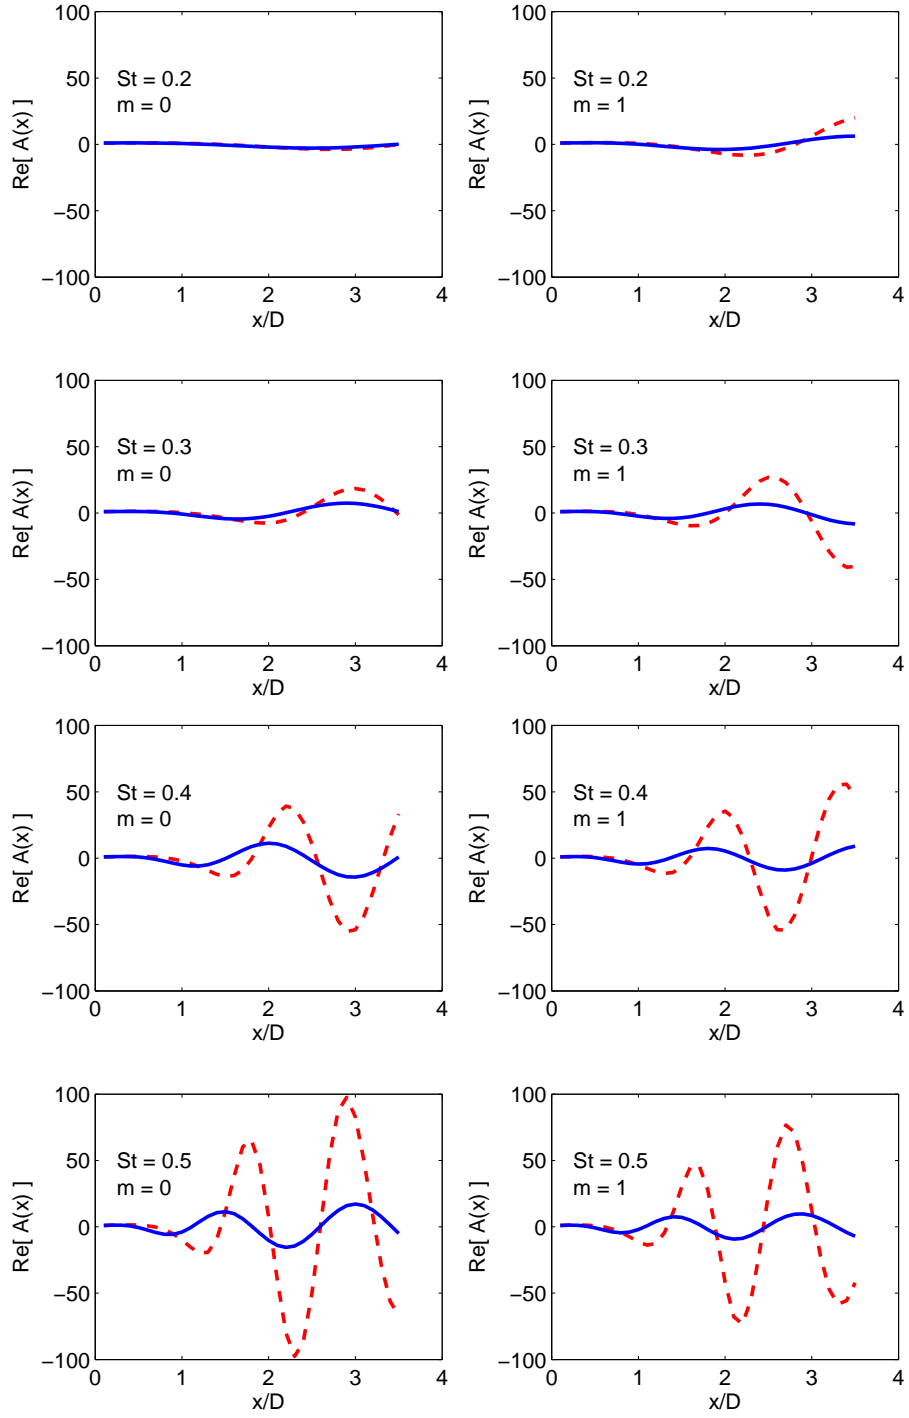 100
50
0
−50
−100
Re[ A(x) ]
St = 0.2
m = 0
0 1 2 3 4
x/D
100
50
0
−50
−100
Re[ A(x) ]
St = 0.2
m = 1
0 1 2 3 4
x/D
100
50
0
−50
−100
Re[ A(x) ]
St = 0.3
m = 0
0 1 2 3 4
x/D
100
50
0
−50
−100
Re[ A(x) ]
St = 0.3
m = 1
0 1 2 3 4
x/D
100
50
0
−50
−100
Re[ A(x) ]
St = 0.4
m = 0
0 1 2 3 4
x/D
100
50
0
−50
−100
Re[ A(x) ]
St = 0.4
m = 1
0 1 2 3 4
x/D
100
50
0
−50
−100
Re[ A(x) ]
St = 0.5
m = 0
0 1 2 3 4
x/D
100
50
0
−50
−100
Re[ A(x) ]
St = 0.5
m = 1
0 1 2 3 4
x/D